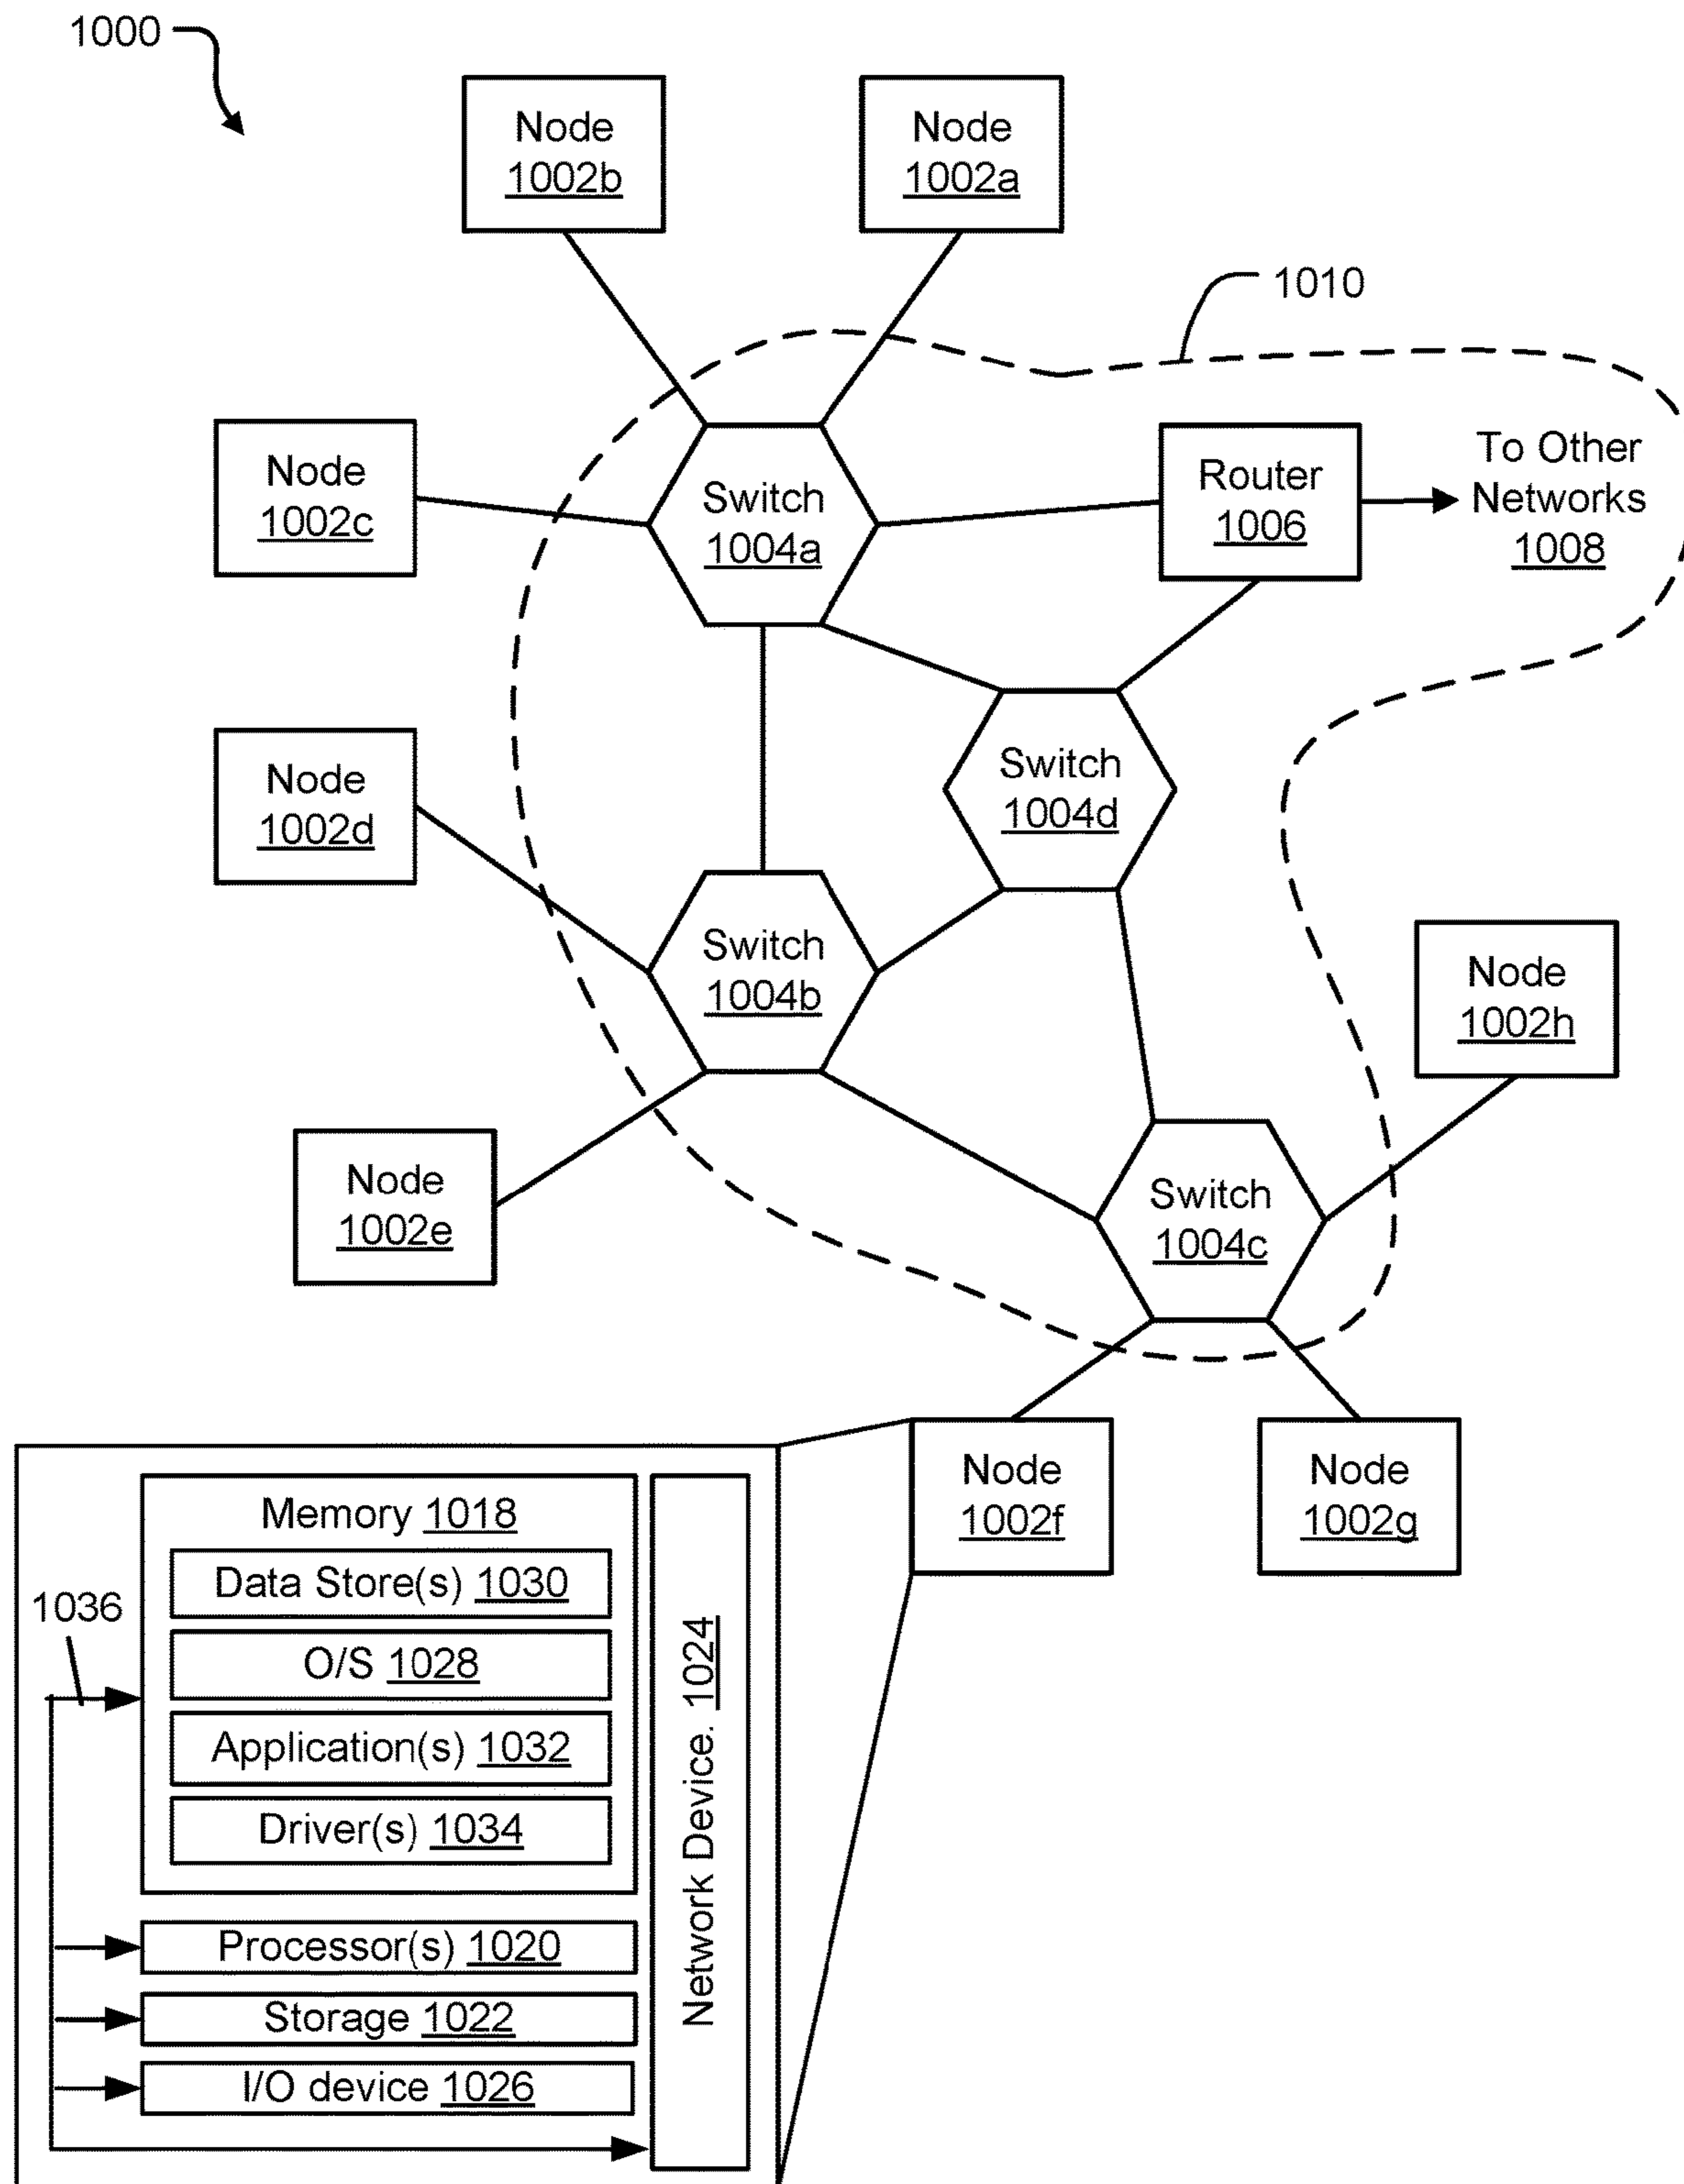 1000
Node
1002b
Node
1002a
1010
Node
1002c
Switch
1004a
Router
1006
To Other
Networks
1008
Node
1002d
Switch
1004d
Switch
1004b
Node
1002h
Node
1002e
Switch
1004c
Node
1002f
Node
1002g
Memory 1018
Data Store(s) 1030
1036
O/S 1028
Application(s) 1032
Driver(s) 1034
Processor(s) 1020
Storage 1022
I/O device 1026
Network Device. 1024